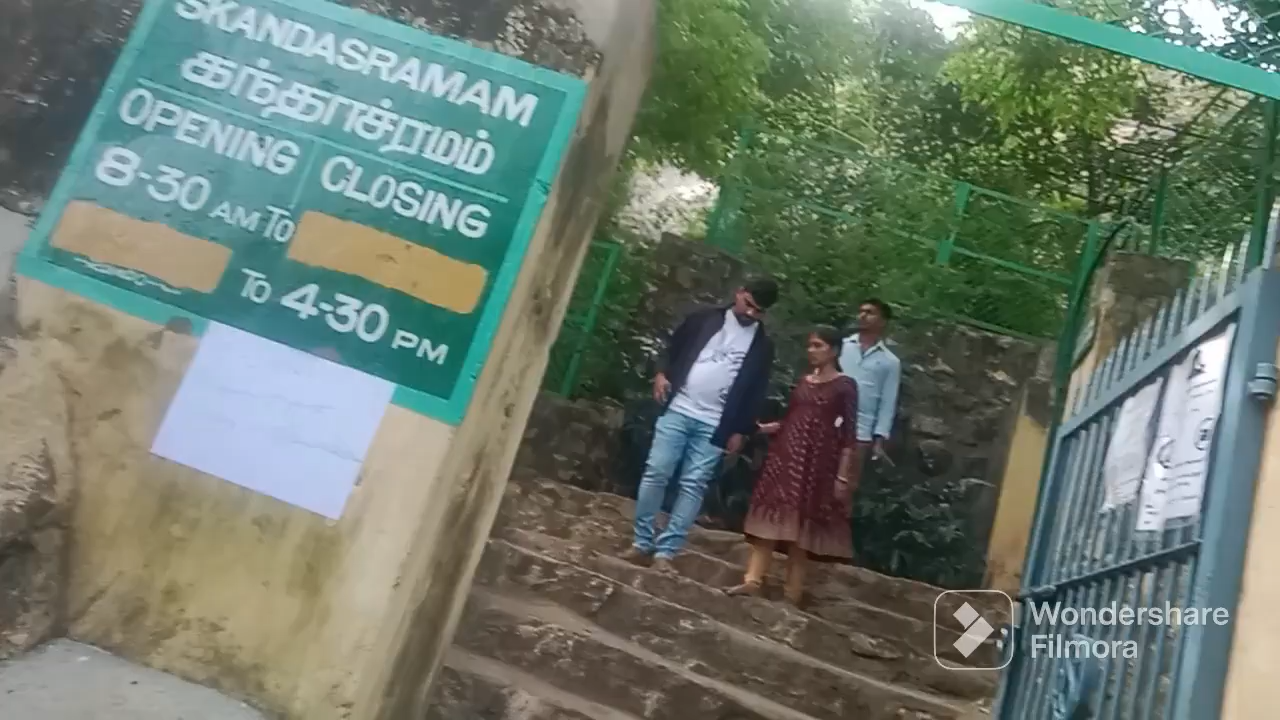 SKANDASRAMAM
கந்தாச்ரமம்
OPENING CLOSING
8-30 AM TO
TO 4-30 PM
Wondershare
Filmora